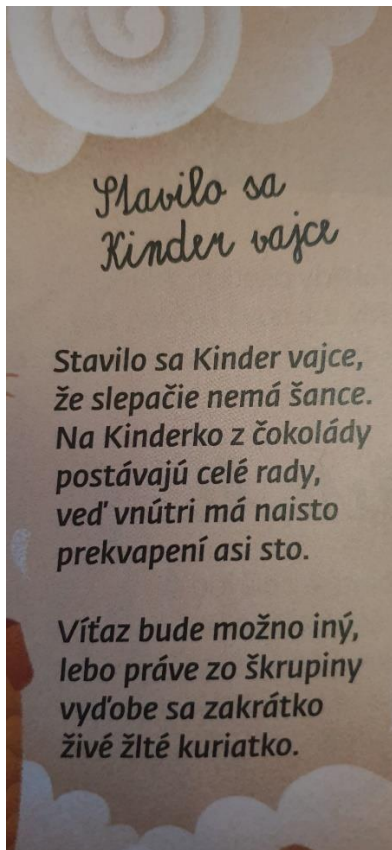 Stavilo sa
Kinder vajce
Stavilo sa Kinder vajce,
že slepačie nemá šance.
Na Kinderko z čokolády
postávajú celé rady,
veď vnútri má naisto
prekvapení asi sto.
Víťaz bude možno iný,
lebo práve zo škrupiny
vyďobe sa zakrátko
živé žlté kuriatko.